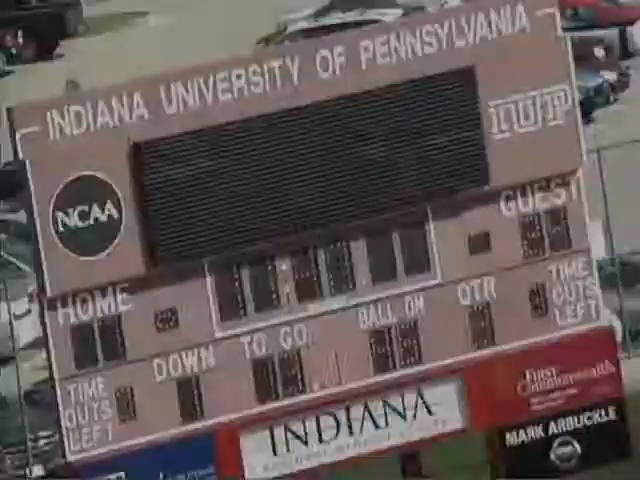 INDIANA UNIVERSITY OF PENNSYLVANIA
IUP
NCAA
GUEST
HOME
DOWN
TO GO
BALL ON
QTR
TIME
OUTS
LEFT
TIME
OUTS
LEFT
INDIANA
First
Commonwealth
MARK ARBUCKLE